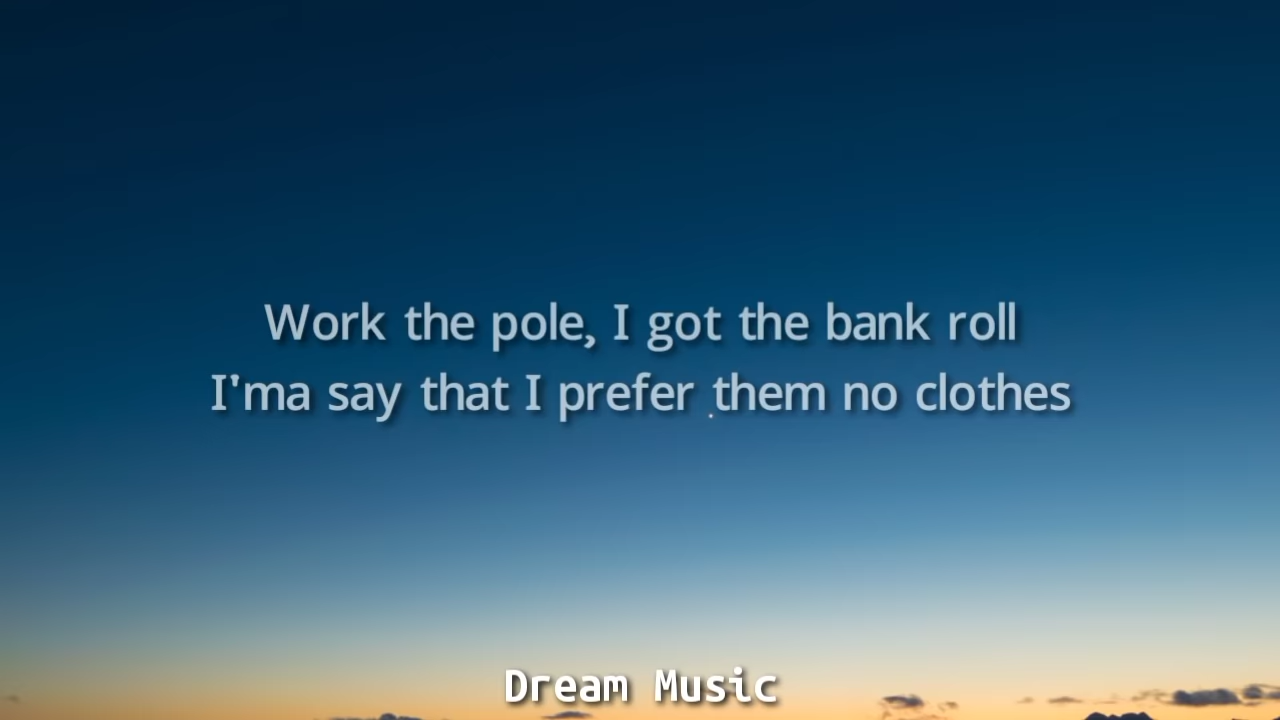 Work the pole, I got the bank roll
I'ma say that I prefer them no clothes
Dream Music